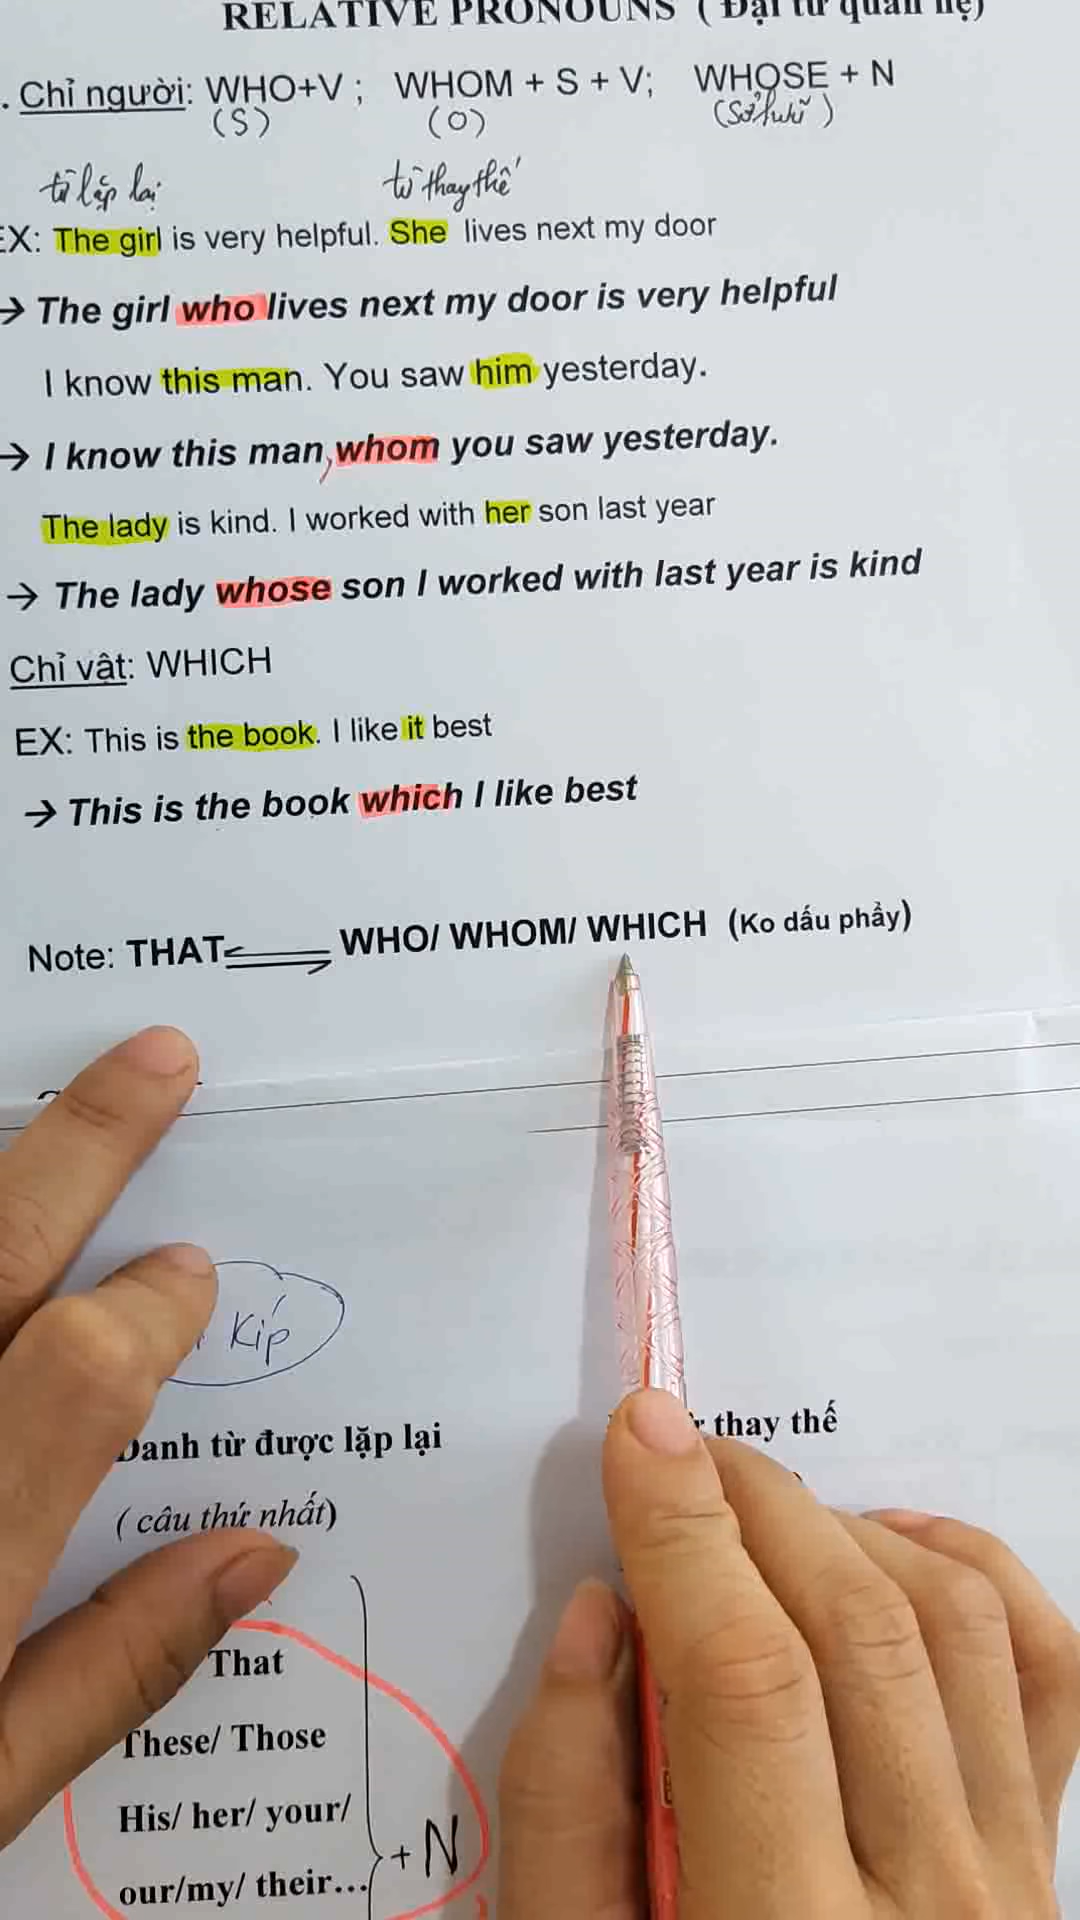 RELATIVE PRONOUNS ( Đại từ quan hệ)
. Chỉ người: WHO+V ; WHOM + S + V; WHOSE + N
(S) (O) (Sở hữu)
từ lặp lại từ thay thế
EX: The girl is very helpful. She lives next my door
→ The girl who lives next my door is very helpful
I know this man. You saw him yesterday.
→ I know this man, whom you saw yesterday.
The lady is kind. I worked with her son last year
→ The lady whose son I worked with last year is kind
Chỉ vật: WHICH
EX: This is the book. I like it best
→ This is the book which I like best
Note: THAT WHO/ WHOM/ WHICH (Ko dấu phẩy)
Kíp
Danh từ được lặp lại thay thế
( câu thứ nhất)
That
These/ Those
His/ her/ your/
our/my/ their... + N